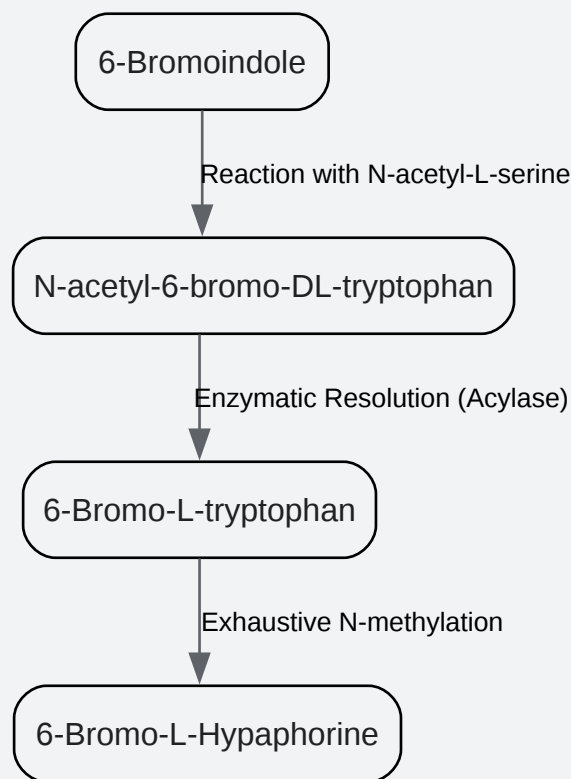 6-Bromoindole
Reaction with N-acetyl-L-serine
N-acetyl-6-bromo-DL-tryptophan
Enzymatic Resolution (Acylase)
6-Bromo-L-tryptophan
Exhaustive N-methylation
6-Bromo-L-Hypaphorine